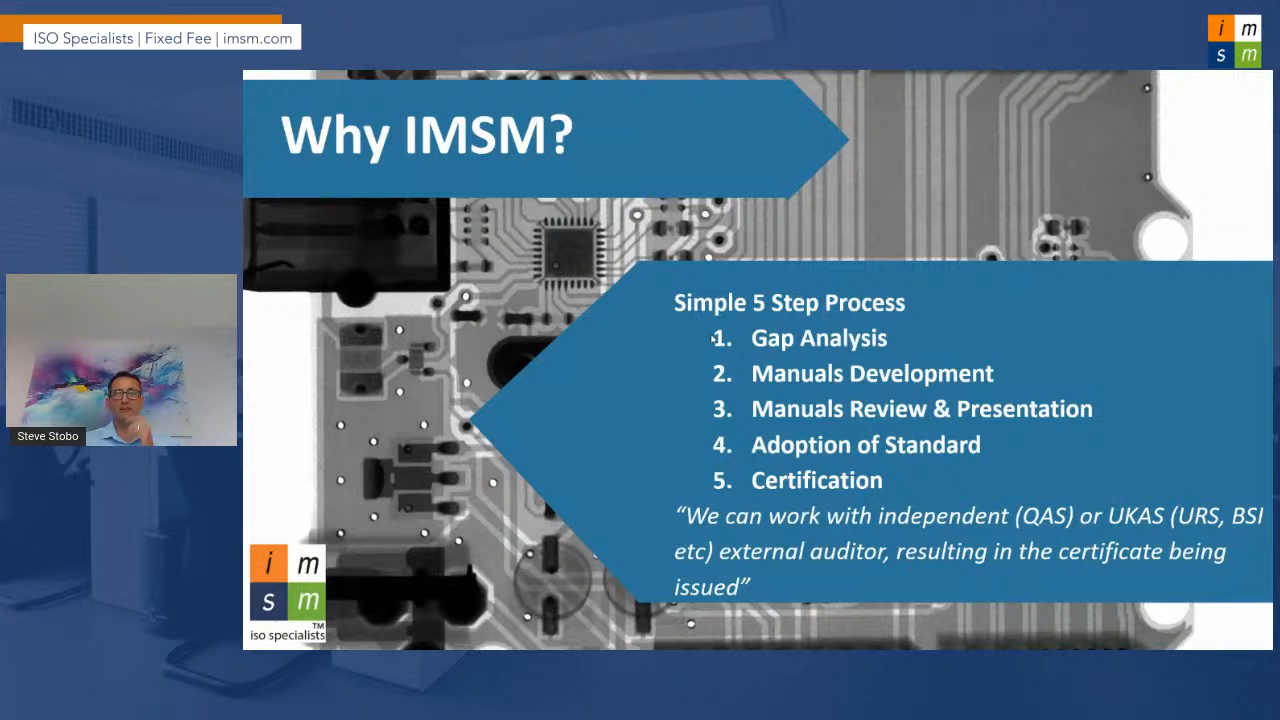 ISO Specialists | Fixed Fee | imsm.com
i m
s m
Why IMSM?
Simple 5 Step Process
1. Gap Analysis
2. Manuals Development
3. Manuals Review & Presentation
4. Adoption of Standard
5. Certification
“We can work with independent (QAS) or UKAS (URS, BSI
etc) external auditor, resulting in the certificate being
issued”
Steve Stobo
i m
s m
TM
iso specialists